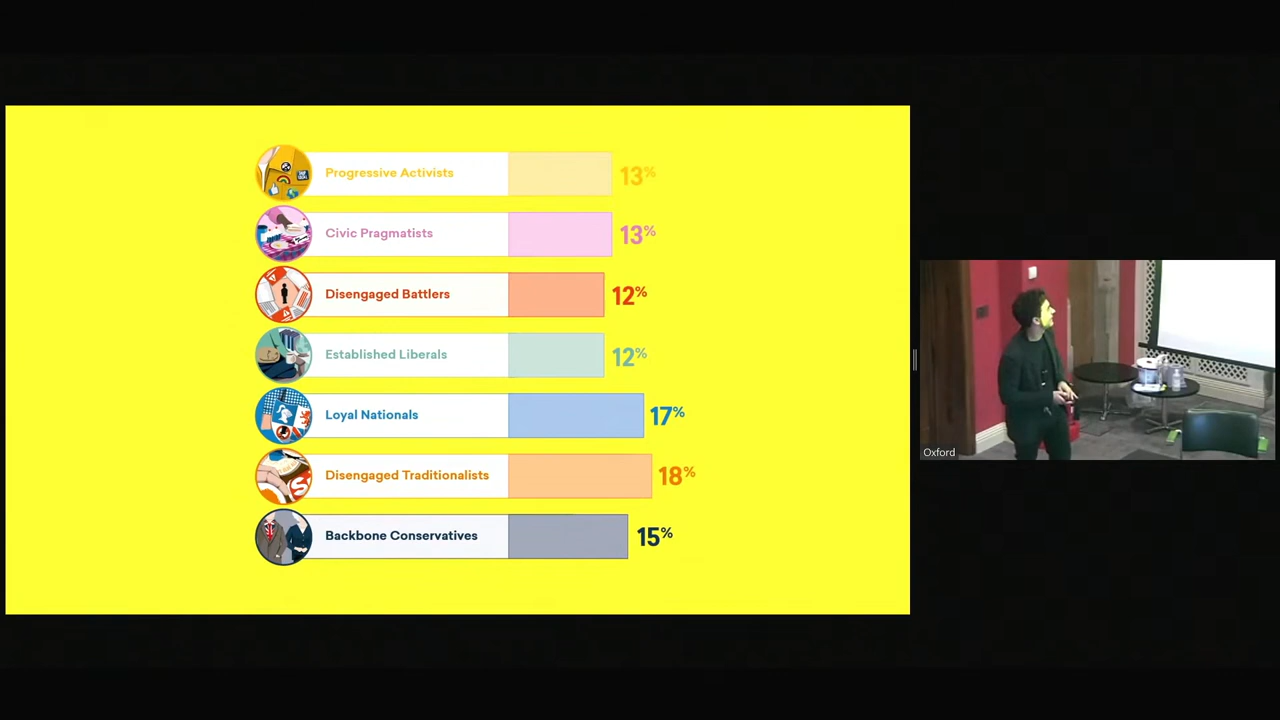 Progressive Activists
13%
Civic Pragmatists
13%
Disengaged Battlers
12%
Established Liberals
12%
Loyal Nationals
17%
Disengaged Traditionalists
18%
Backbone Conservatives
15%
Oxford